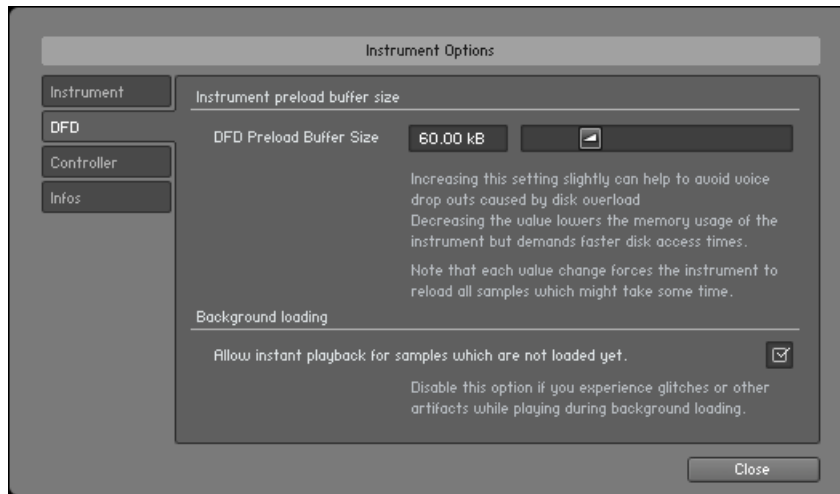 Instrument Options
Instrument
DFD
Controller
Infos
Instrument preload buffer size
DFD Preload Buffer Size
60.00 kB
Increasing this setting slightly can help to avoid voice
drop outs caused by disk overload
Decreasing the value lowers the memory usage of the
instrument but demands faster disk access times.
Note that each value change forces the instrument to
reload all samples which might take some time.
Background loading
Allow instant playback for samples which are not loaded yet.
Disable this option if you experience glitches or other
artifacts while playing during background loading.
Close